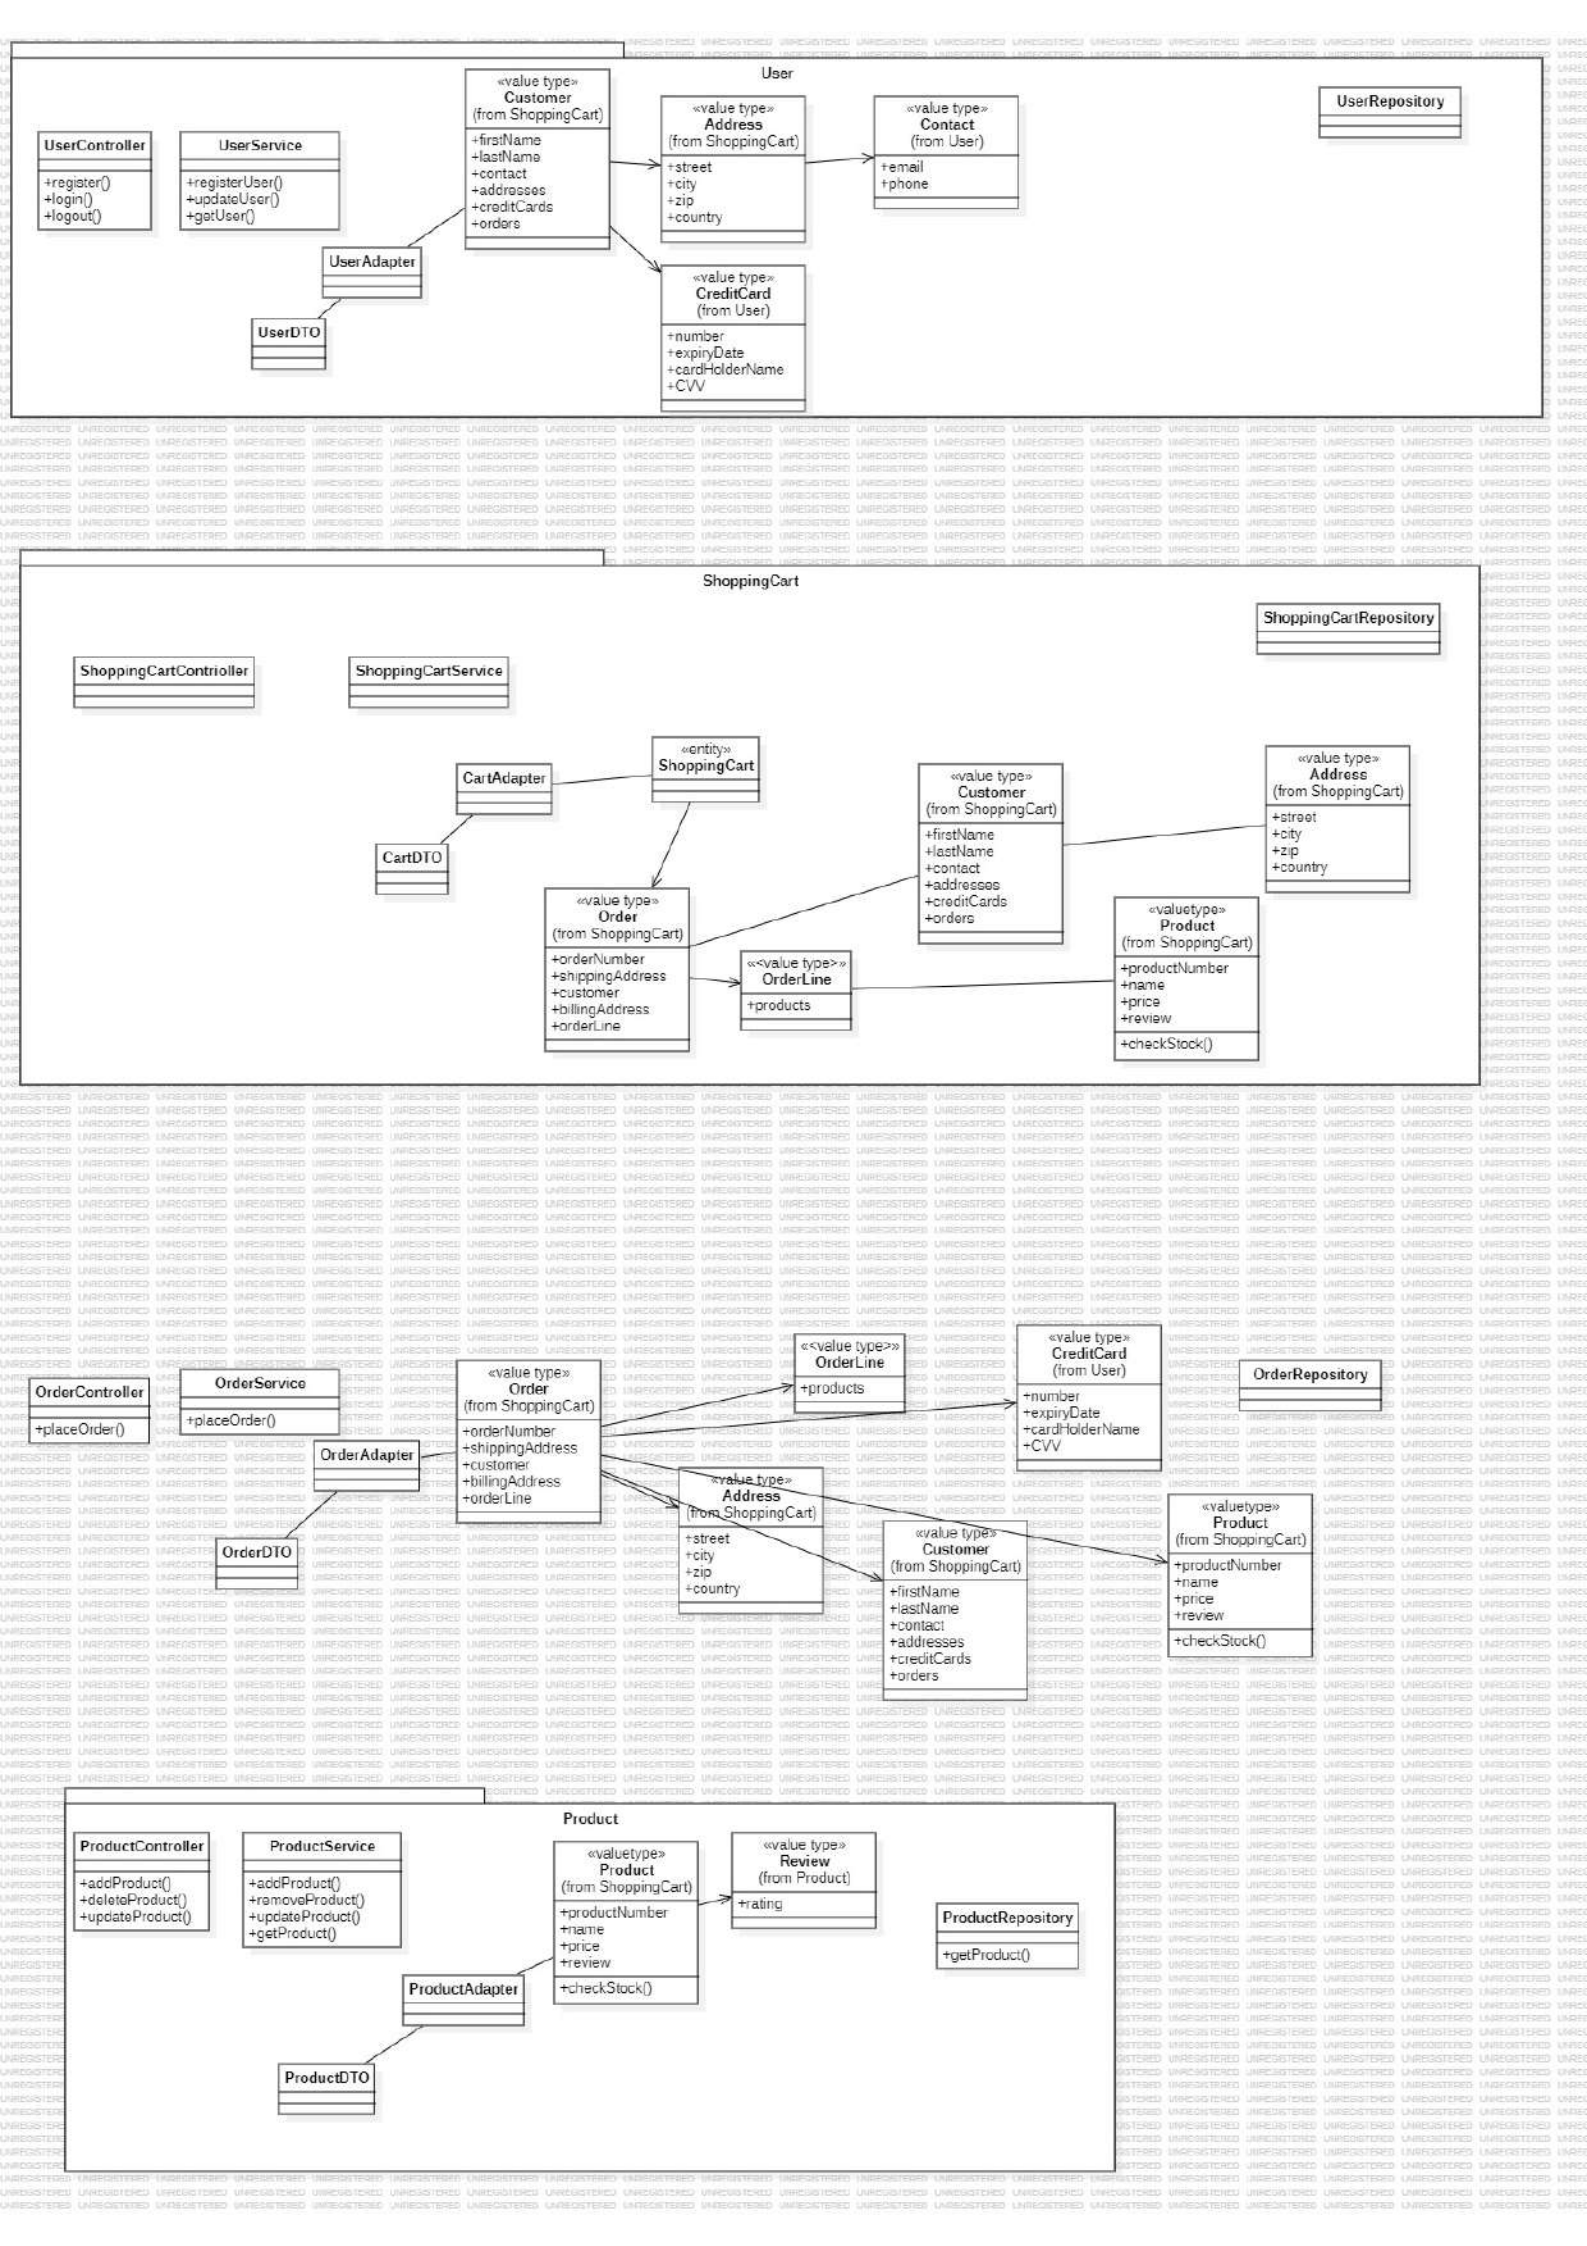 User
«value type»
Customer
(from ShoppingCart)
+firstName
+lastName
+contact
+addresses
+creditCards
+orders
«value type»
Address
(from ShoppingCart)
+street
+city
+zip
+country
«value type»
Contact
(from User)
+email
+phone
UserRepository
UserController
+register()
+login()
+logout()
UserService
+registerUser()
+updateUser()
+getUser()
UserAdapter
UserDTO
«value type»
CreditCard
(from User)
+number
+expiryDate
+cardHolderName
+CVV
ShoppingCart
ShoppingCartRepository
ShoppingCartContrioller
ShoppingCartService
CartAdapter
«entity»
ShoppingCart
CartDTO
«value type»
Customer
(from ShoppingCart)
+firstName
+lastName
+contact
+addresses
+creditCards
+orders
«value type»
Address
(from ShoppingCart)
+street
+city
+zip
+country
«value type»
Order
(from ShoppingCart)
+orderNumber
+shippingAddress
+customer
+billingAddress
+orderLine
«<value type>»
OrderLine
+products
«valuetype»
Product
(from ShoppingCart)
+productNumber
+name
+price
+review
+checkStock()
OrderController
+placeOrder()
OrderService
+placeOrder()
OrderAdapter
OrderDTO
«value type»
Order
(from ShoppingCart)
+orderNumber
+shippingAddress
+customer
+billingAddress
+orderLine
«<value type>»
OrderLine
+products
«value type»
CreditCard
(from User)
+number
+expiryDate
+cardHolderName
+CVV
OrderRepository
«value type»
Address
(from ShoppingCart)
+street
+city
+zip
+country
«value type»
Customer
(from ShoppingCart)
+firstName
+lastName
+contact
+addresses
+creditCards
+orders
«valuetype»
Product
(from ShoppingCart)
+productNumber
+name
+price
+review
+checkStock()
Product
ProductController
+addProduct()
+deleteProduct()
+updateProduct()
ProductService
+addProduct()
+removeProduct()
+updateProduct()
+getProduct()
«valuetype»
Product
(from ShoppingCart)
+productNumber
+name
+price
+review
+checkStock()
«value type»
Review
(from Product)
+rating
ProductRepository
+getProduct()
ProductAdapter
ProductDTO